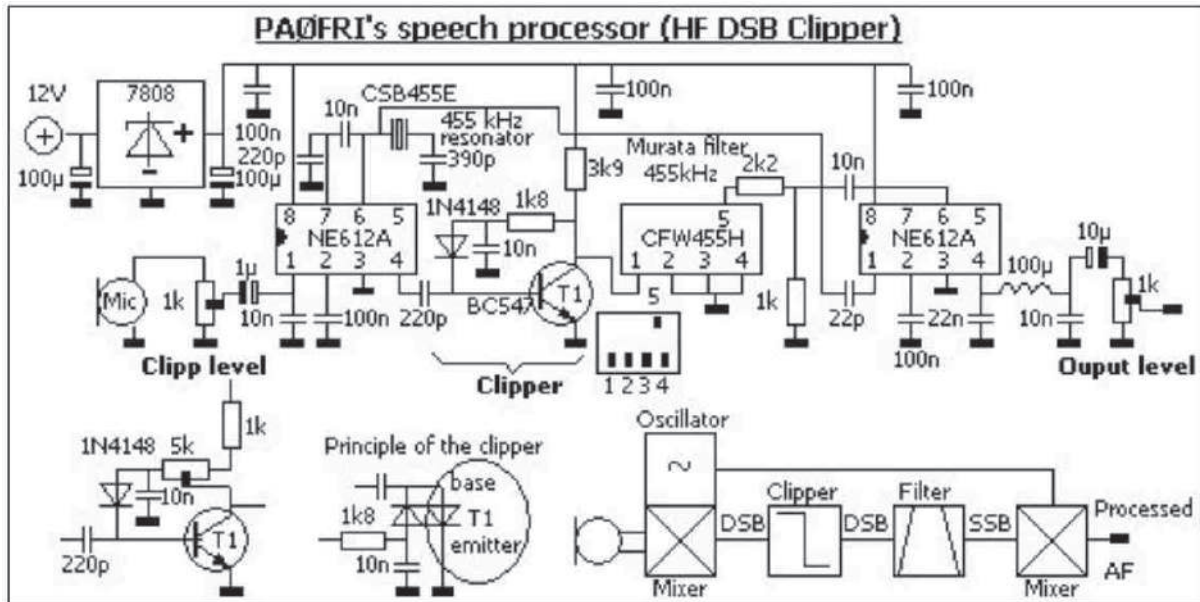 PAØFRI's speech processor (HF DSB Clipper)
12V
7808
+
-
100µ
100n
220p
100µ
10n
CSB455E
455 kHz
resonator
390p
100n
3k9
Murata filter
455kHz
2k2
10n
100n
1N4148
1k8
10n
8 7 6 5
NE612A
1 2 3 4
5
CFW455H
1 2 3 4
8 7 6 5
NE612A
1 2 3 4
Mic
1k
1µ
10n
100n
220p
BC547
T1
5
1 2 3 4
1k
22p
100n
22n
100µ
10n
10µ
1k
Clipp level
Clipper
Ouput level
1N4148
5k
1k
10n
T1
220p
Principle of the clipper
base
T1
emitter
1k8
10n
Oscillator
~
Mixer
DSB
Clipper
DSB
Filter
SSB
Mixer
Processed
AF